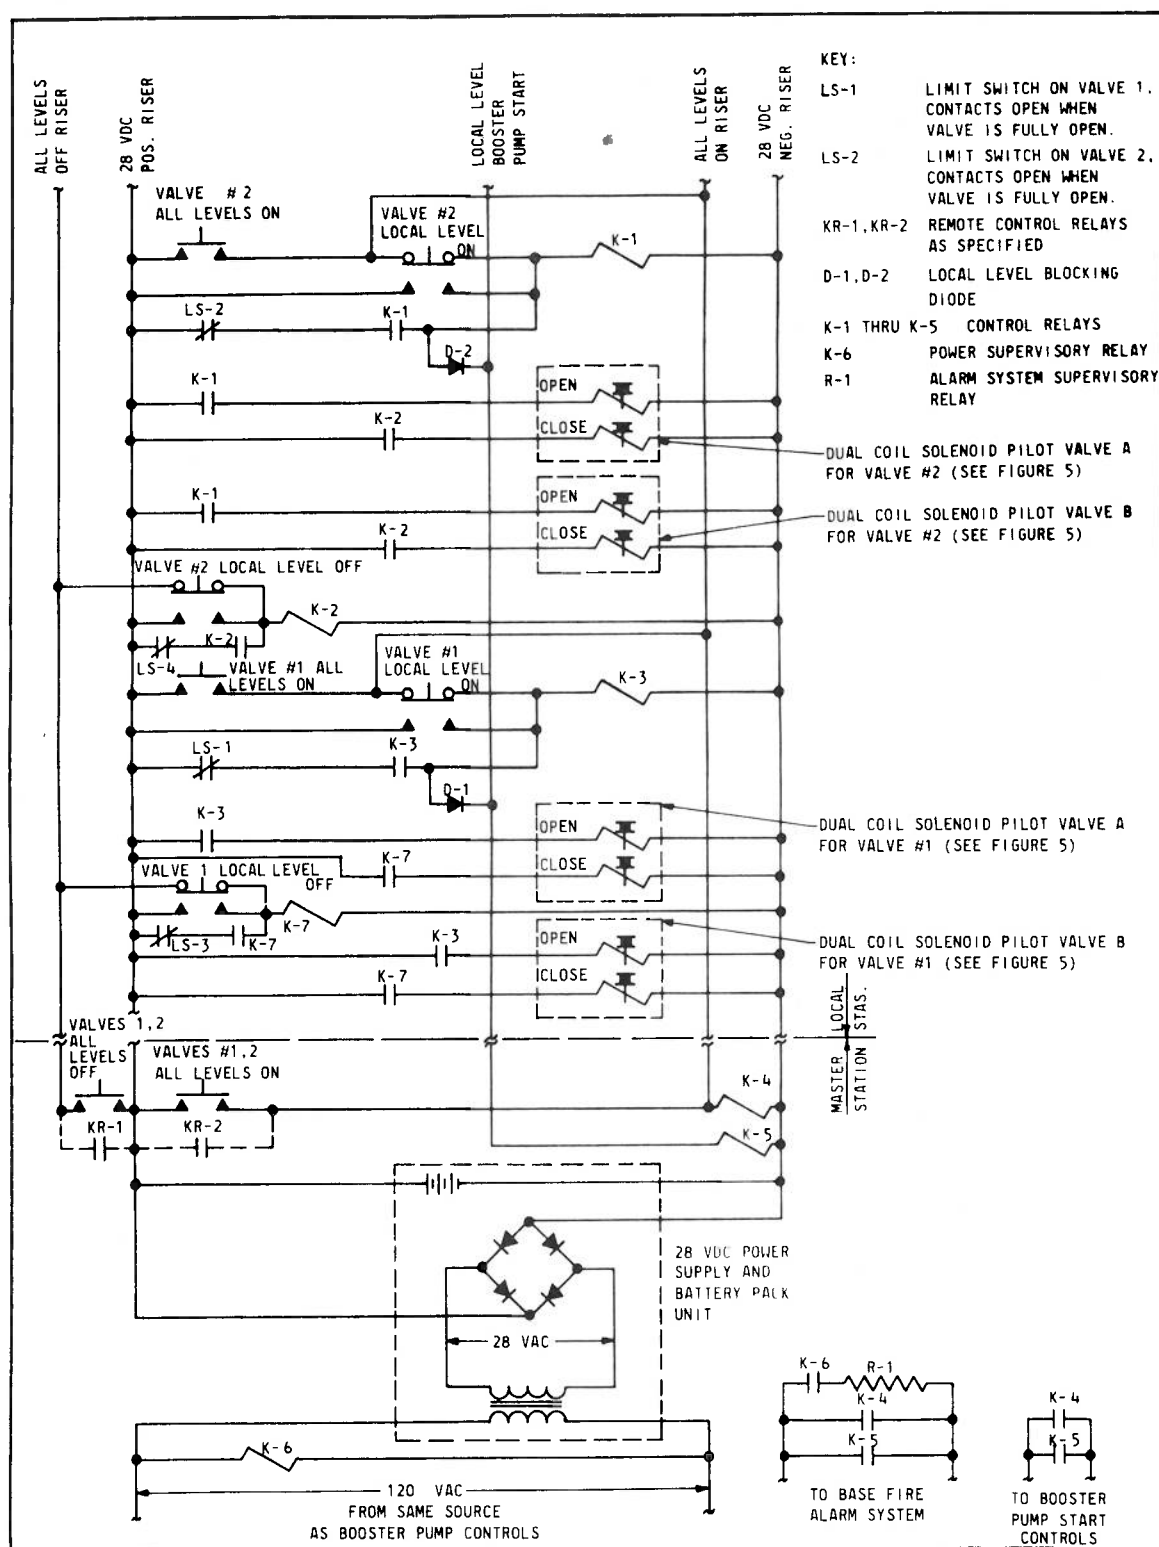 ALL LEVELS
OFF RISER
28 VDC
POS. RISER
LOCAL LEVEL
BOOSTER
PUMP START
ALL LEVELS
ON RISER
28 VDC
NEG. RISER
KEY:
LS-1 LIMIT SWITCH ON VALVE 1,
CONTACTS OPEN WHEN
VALVE IS FULLY OPEN.
LS-2 LIMIT SWITCH ON VALVE 2,
CONTACTS OPEN WHEN
VALVE IS FULLY OPEN.
KR-1,KR-2 REMOTE CONTROL RELAYS
AS SPECIFIED
D-1,D-2 LOCAL LEVEL BLOCKING
DIODE
K-1 THRU K-5 CONTROL RELAYS
K-6 POWER SUPERVISORY RELAY
R-1 ALARM SYSTEM SUPERVISORY
RELAY
VALVE #2
ALL LEVELS ON
VALVE #2
LOCAL LEVEL
ON
K-1
LS-2
K-1
D-2
K-1
OPEN
K-2
CLOSE
DUAL COIL SOLENOID PILOT VALVE A
FOR VALVE #2 (SEE FIGURE 5)
K-1
OPEN
K-2
CLOSE
DUAL COIL SOLENOID PILOT VALVE B
FOR VALVE #2 (SEE FIGURE 5)
VALVE #2 LOCAL LEVEL OFF
K-2
K-2
LS-4
VALVE #1 ALL
LEVELS ON
VALVE #1
LOCAL LEVEL
ON
K-3
LS-1
K-3
D-1
K-3
OPEN
K-7
CLOSE
DUAL COIL SOLENOID PILOT VALVE A
FOR VALVE #1 (SEE FIGURE 5)
VALVE 1 LOCAL LEVEL
OFF
K-7
LS-3
K-7
K-3
OPEN
K-7
CLOSE
DUAL COIL SOLENOID PILOT VALVE B
FOR VALVE #1 (SEE FIGURE 5)
LOCAL
STAS.
MASTER
STATION
VALVES 1,2
ALL
LEVELS
OFF
VALVES #1,2
ALL LEVELS ON
KR-1
KR-2
K-4
K-5
28 VDC POWER
SUPPLY AND
BATTERY PACK
UNIT
28 VAC
K-6
120 VAC
FROM SAME SOURCE
AS BOOSTER PUMP CONTROLS
K-6
R-1
K-4
K-5
TO BASE FIRE
ALARM SYSTEM
K-4
K-5
TO BOOSTER
PUMP START
CONTROLS